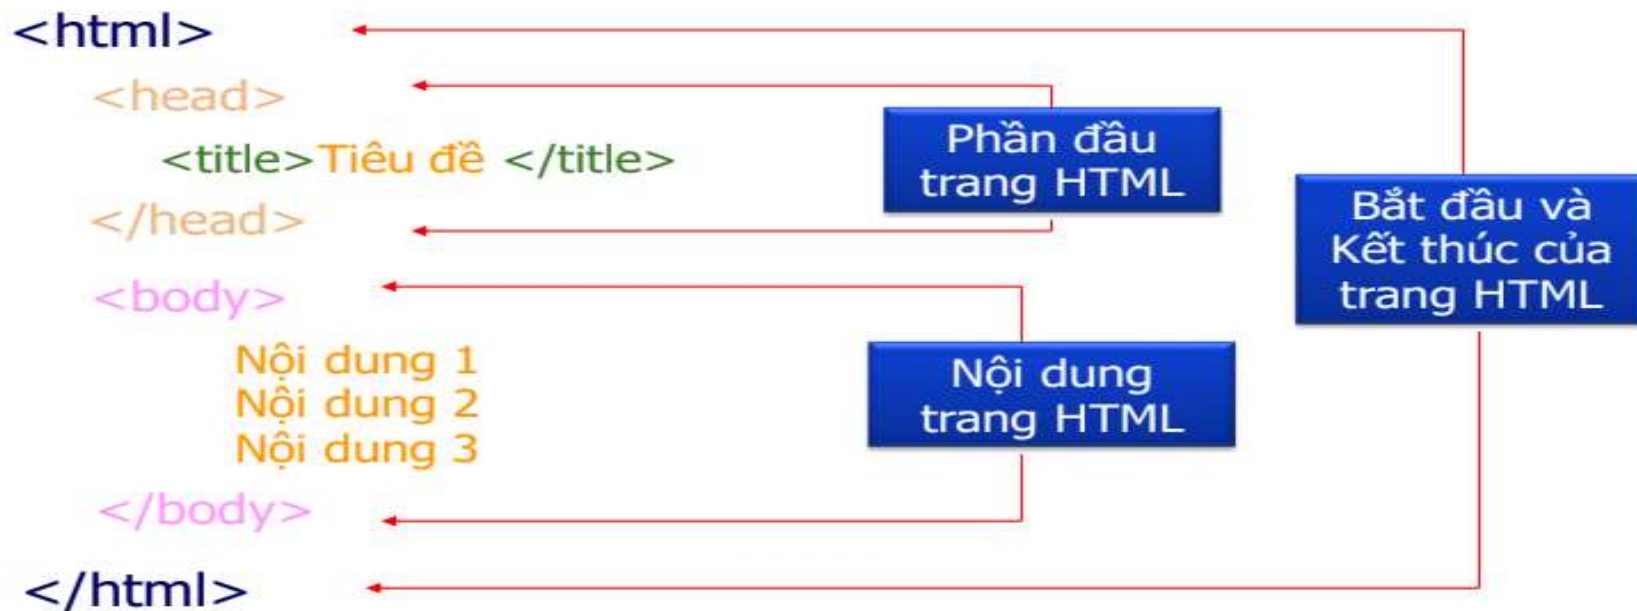 <html>
<head>
<title>Tiêu đề </title>
</head>
<body>
Nội dung 1
Nội dung 2
Nội dung 3
</body>
</html>
Phần đầu
trang HTML
Nội dung
trang HTML
Bắt đầu và
Kết thúc của
trang HTML